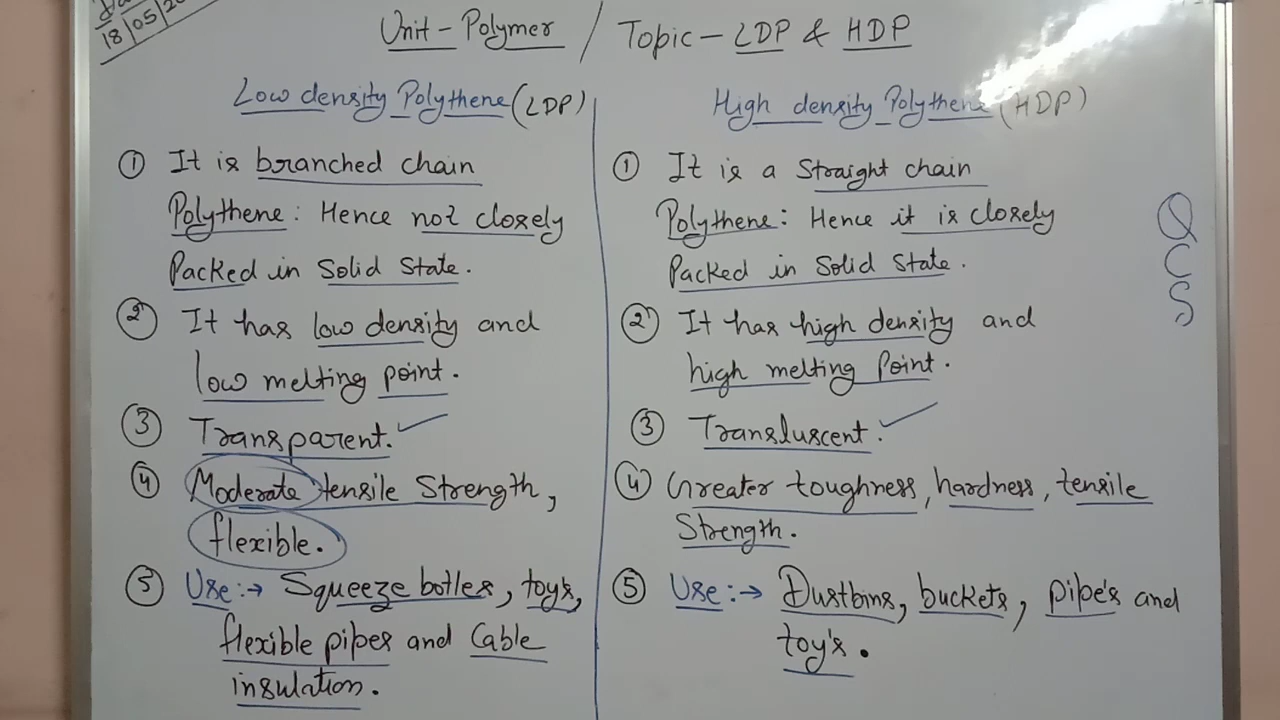 18/05/20
Unit - Polymer / Topic - LDP & HDP
Low density Polythene (LDP)
① It is branched chain
Polythene: Hence not closely
Packed in Solid State.
② It has low density and
low melting point.
③ Transparent.
④ Moderate tensile Strength,
flexible.
⑤ Use :→ Squeeze botles, toy's,
flexible pipes and Cable
insulation.
High density Polythene (HDP)
① It is a Straight chain
Polythene: Hence it is closely
Packed in Solid State.
② It has high density and
high melting Point.
③ Transluscent.
④ Greater toughness, hardness, tensile
Strength.
⑤ Use :→ Dustbins, buckets, pipe's and
toy's.
Q
C
S